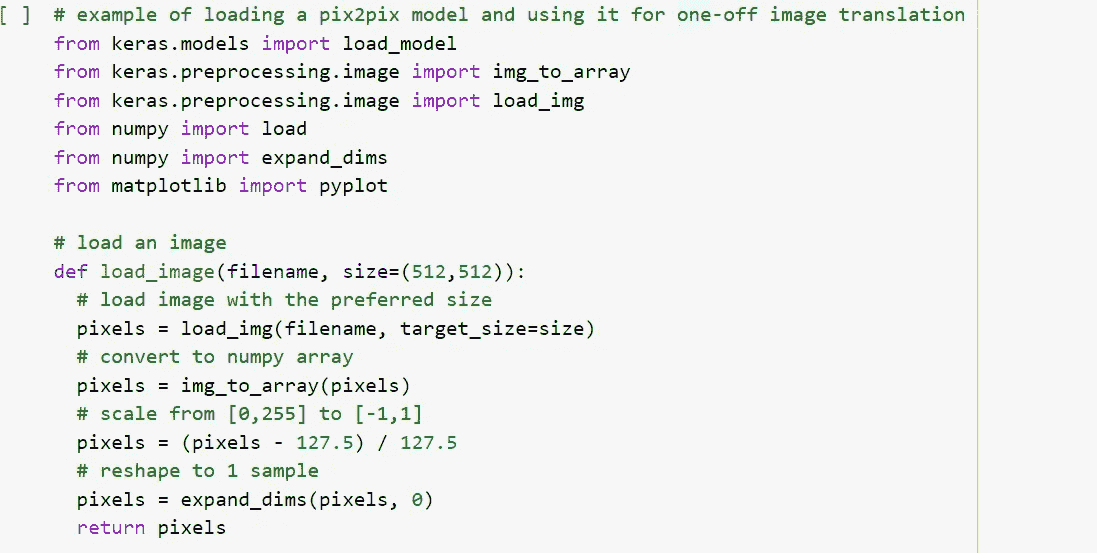 [ ] # example of loading a pix2pix model and using it for one-off image translation
from keras.models import load_model
from keras.preprocessing.image import img_to_array
from keras.preprocessing.image import load_img
from numpy import load
from numpy import expand_dims
from matplotlib import pyplot

# load an image
def load_image(filename, size=(512,512)):
  # load image with the preferred size
  pixels = load_img(filename, target_size=size)
  # convert to numpy array
  pixels = img_to_array(pixels)
  # scale from [0,255] to [-1,1]
  pixels = (pixels - 127.5) / 127.5
  # reshape to 1 sample
  pixels = expand_dims(pixels, 0)
  return pixels